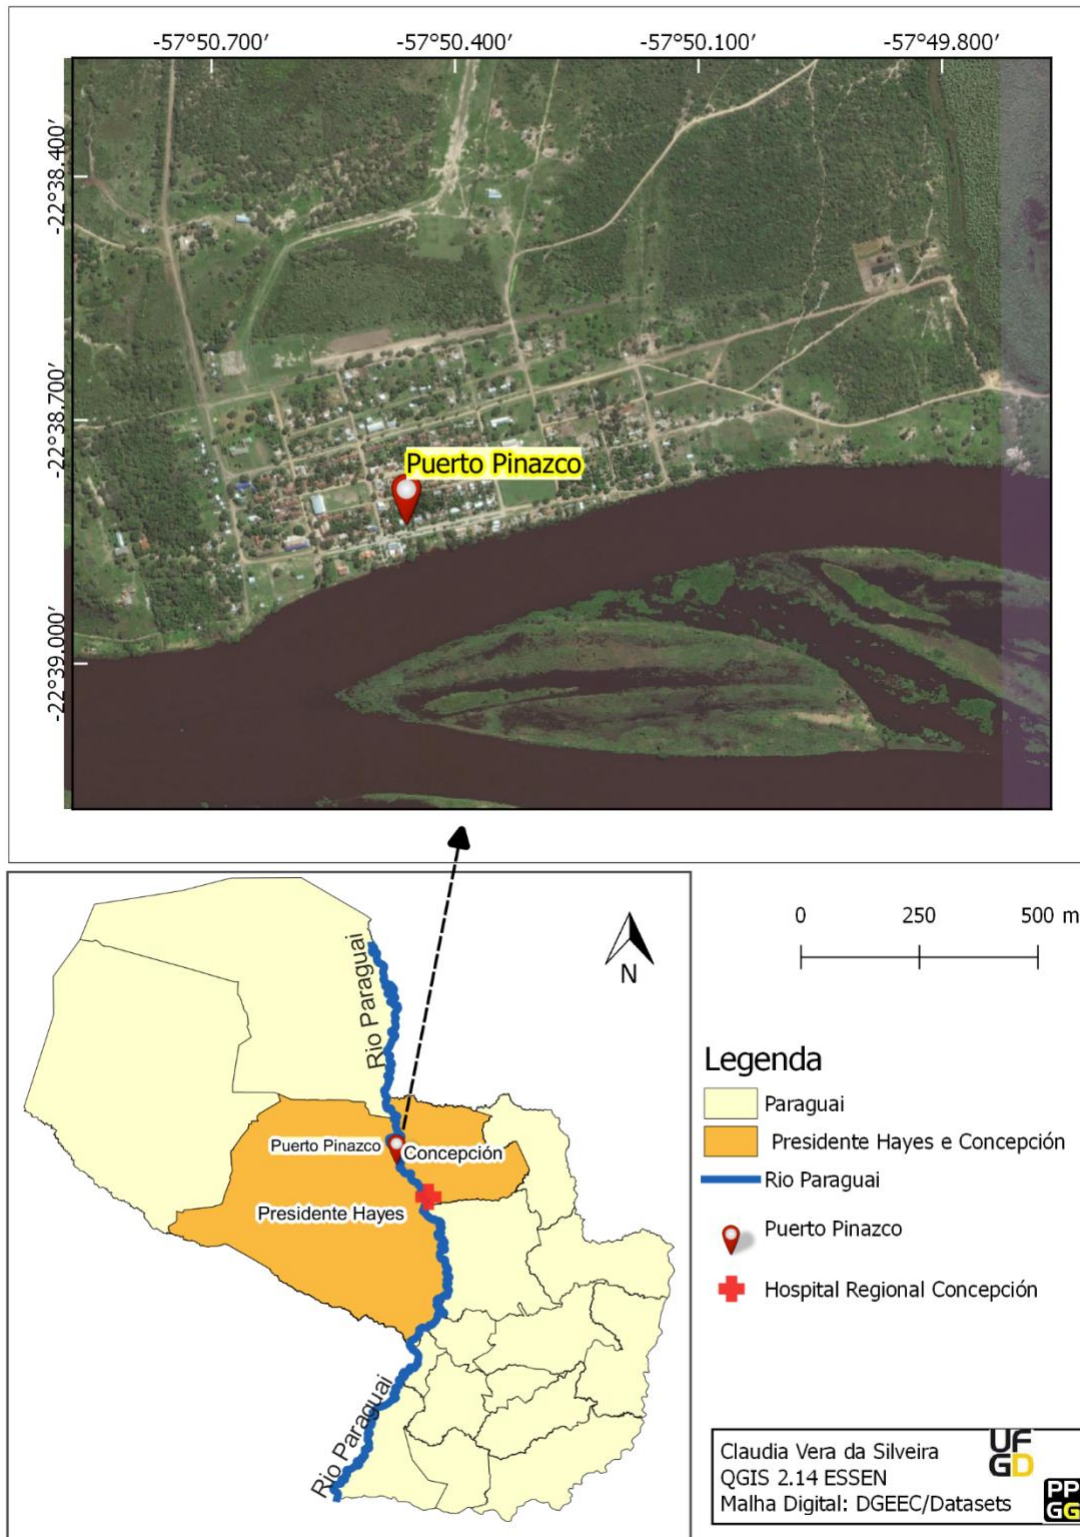 -57°50.700′ -57°50.400′ -57°50.100′ -57°49.800′
-22°38.400′
-22°38.700′
-22°39.000′
Puerto Pinazco
0 250 500 m
N
Rio Paraguai
Puerto Pinazco
Concepción
Presidente Hayes
Rio Paraguai
Legenda
Paraguai
Presidente Hayes e Concepción
Rio Paraguai
Puerto Pinazco
Hospital Regional Concepción
Claudia Vera da Silveira
QGIS 2.14 ESSEN
Malha Digital: DGEEC/Datasets
UF
GD
PP
GG